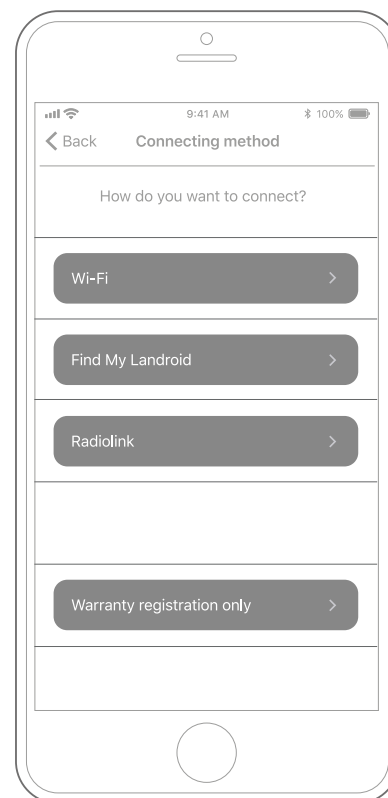 9:41 AM 100%
Back Connecting method
How do you want to connect?
Wi-Fi
Find My Landroid
Radiolink
Warranty registration only